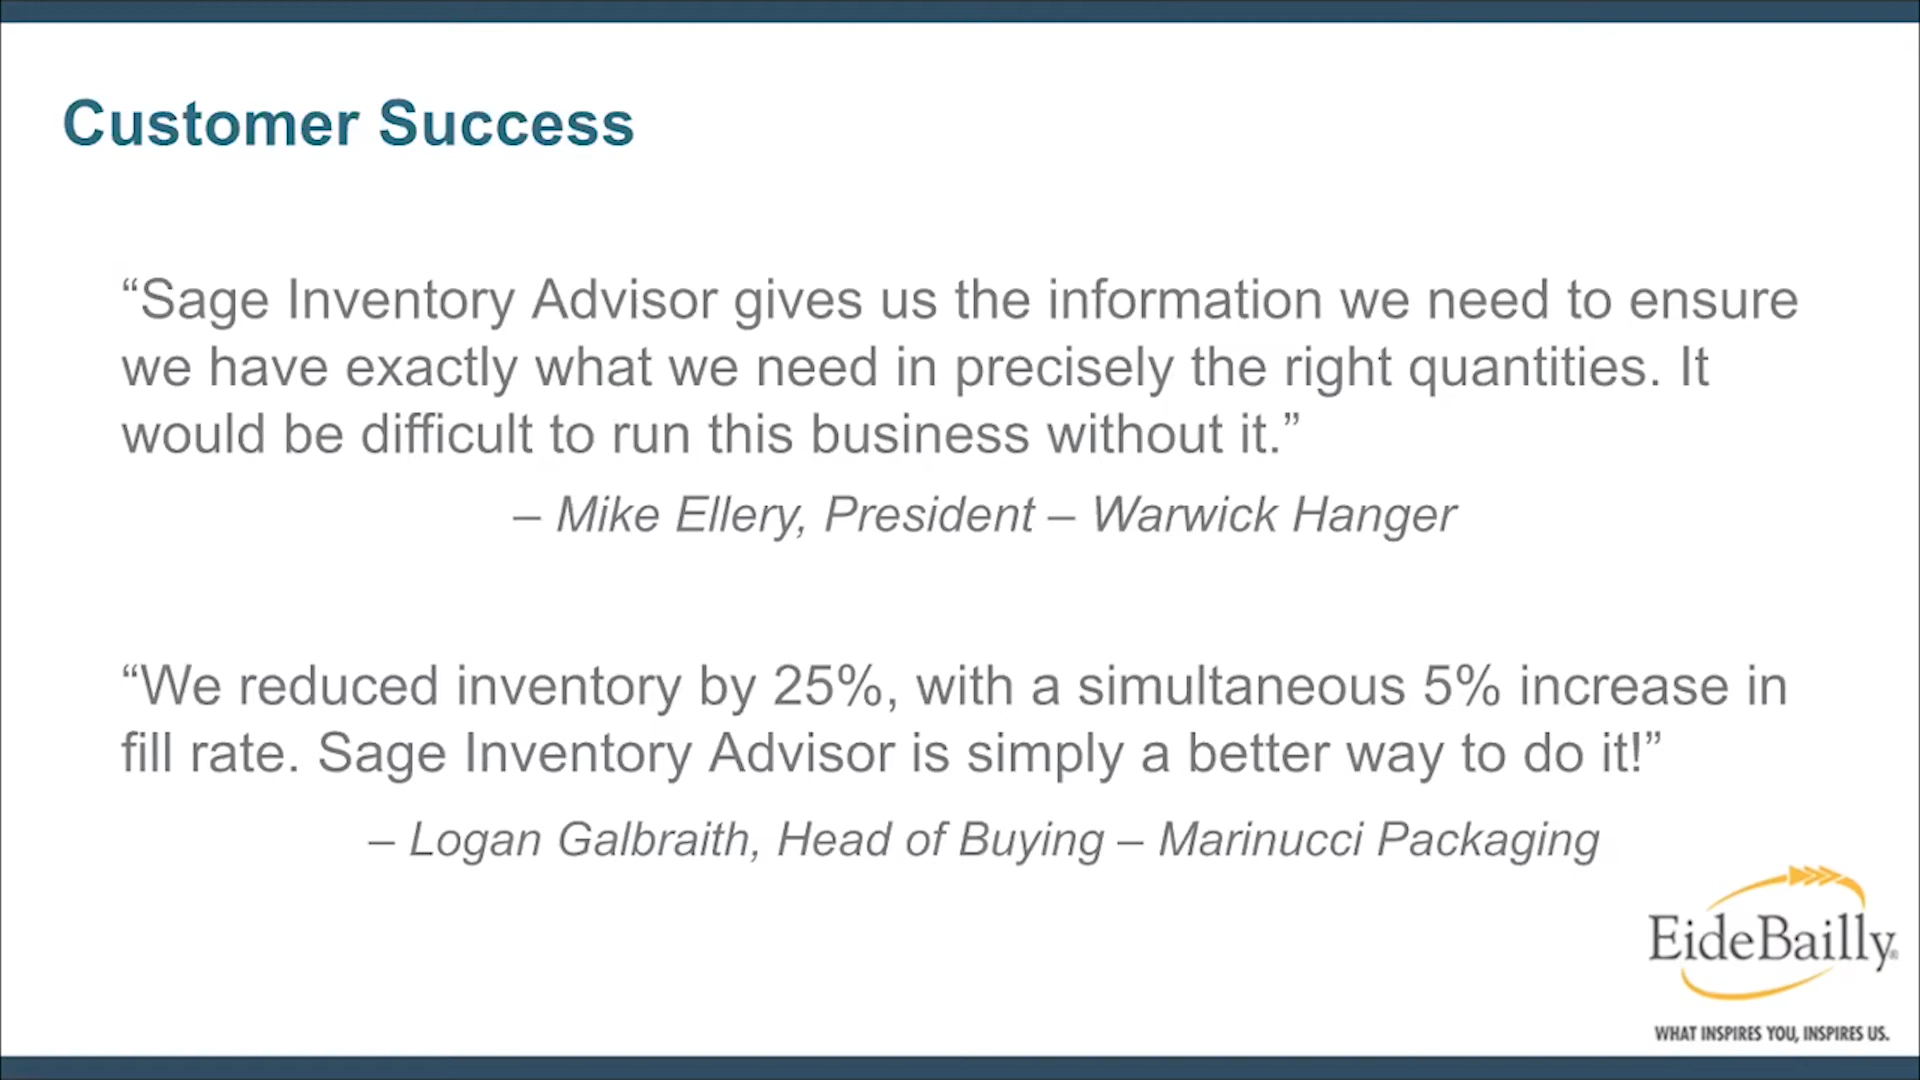 Customer Success
“Sage Inventory Advisor gives us the information we need to ensure
we have exactly what we need in precisely the right quantities. It
would be difficult to run this business without it.”
– Mike Ellery, President – Warwick Hanger
“We reduced inventory by 25%, with a simultaneous 5% increase in
fill rate. Sage Inventory Advisor is simply a better way to do it!”
– Logan Galbraith, Head of Buying – Marinucci Packaging
EideBailly®
WHAT INSPIRES YOU, INSPIRES US.